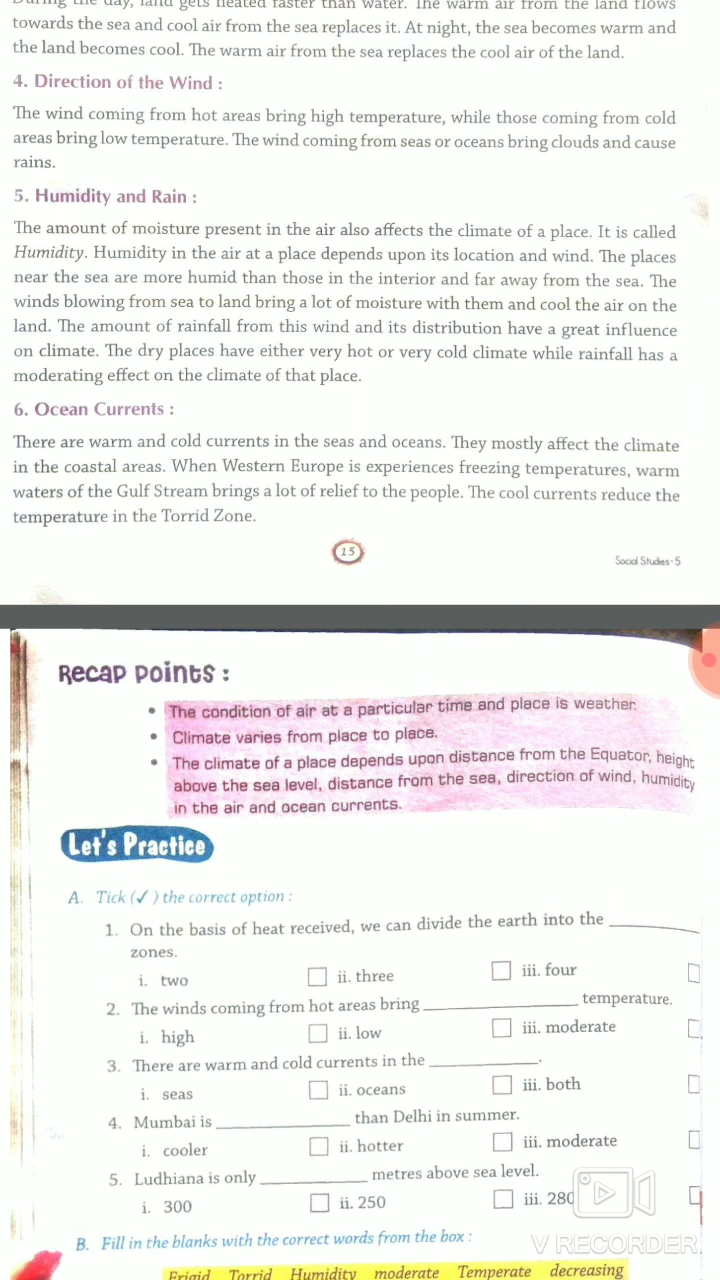 During the day, land gets heated faster than water. The warm air from the land flows
towards the sea and cool air from the sea replaces it. At night, the sea becomes warm and
the land becomes cool. The warm air from the sea replaces the cool air of the land.
4. Direction of the Wind :
The wind coming from hot areas bring high temperature, while those coming from cold
areas bring low temperature. The wind coming from seas or oceans bring clouds and cause
rains.
5. Humidity and Rain :
The amount of moisture present in the air also affects the climate of a place. It is called
Humidity. Humidity in the air at a place depends upon its location and wind. The places
near the sea are more humid than those in the interior and far away from the sea. The
winds blowing from sea to land bring a lot of moisture with them and cool the air on the
land. The amount of rainfall from this wind and its distribution have a great influence
on climate. The dry places have either very hot or very cold climate while rainfall has a
moderating effect on the climate of that place.
6. Ocean Currents :
There are warm and cold currents in the seas and oceans. They mostly affect the climate
in the coastal areas. When Western Europe is experiences freezing temperatures, warm
waters of the Gulf Stream brings a lot of relief to the people. The cool currents reduce the
temperature in the Torrid Zone.
15
Social Studies-5
Recap Points :
• The condition of air at a particular time and place is weather.
• Climate varies from place to place.
• The climate of a place depends upon distance from the Equator, height
above the sea level, distance from the sea, direction of wind, humidity
in the air and ocean currents.
Let's Practice
A. Tick (✓) the correct option :
1. On the basis of heat received, we can divide the earth into the ___________
zones.
i. two ii. three iii. four
2. The winds coming from hot areas bring ___________ temperature.
i. high ii. low iii. moderate
3. There are warm and cold currents in the ___________.
i. seas ii. oceans iii. both
4. Mumbai is ___________ than Delhi in summer.
i. cooler ii. hotter iii. moderate
5. Ludhiana is only ___________ metres above sea level.
i. 300 ii. 250 iii. 280
B. Fill in the blanks with the correct words from the box :
V RECORDER
Frigid Torrid Humidity moderate Temperate decreasing